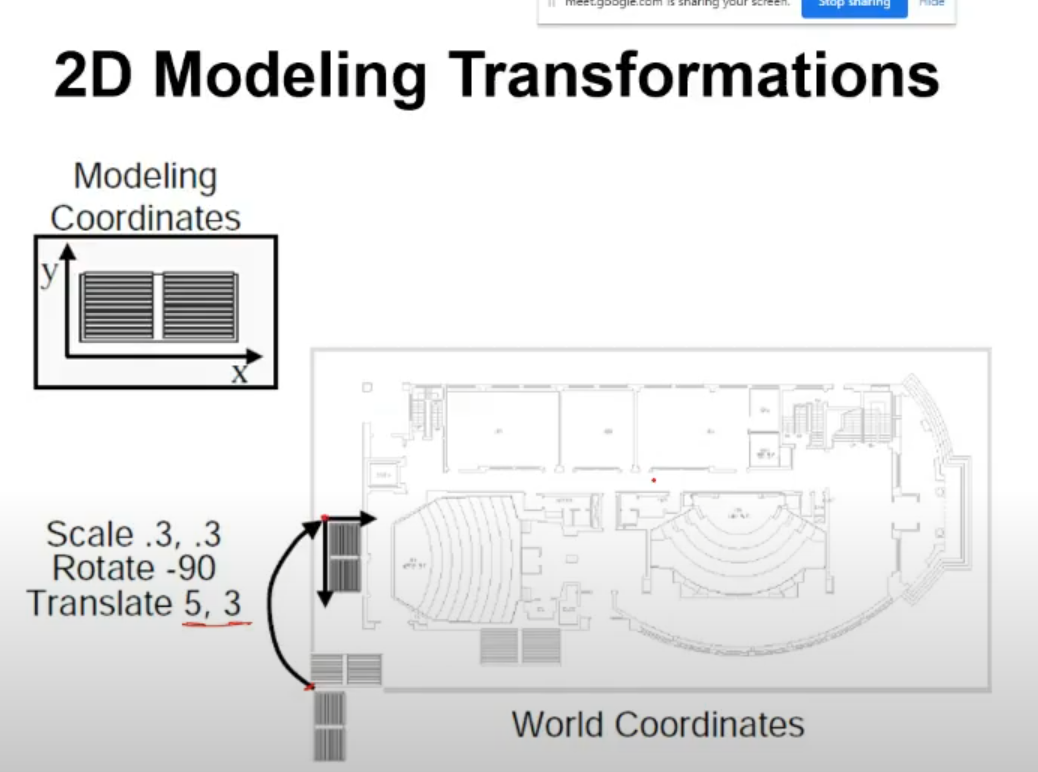 meet.google.com is sharing your screen. Stop sharing Hide
2D Modeling Transformations
Modeling
Coordinates
y
x
Scale .3, .3
Rotate -90
Translate 5, 3
World Coordinates